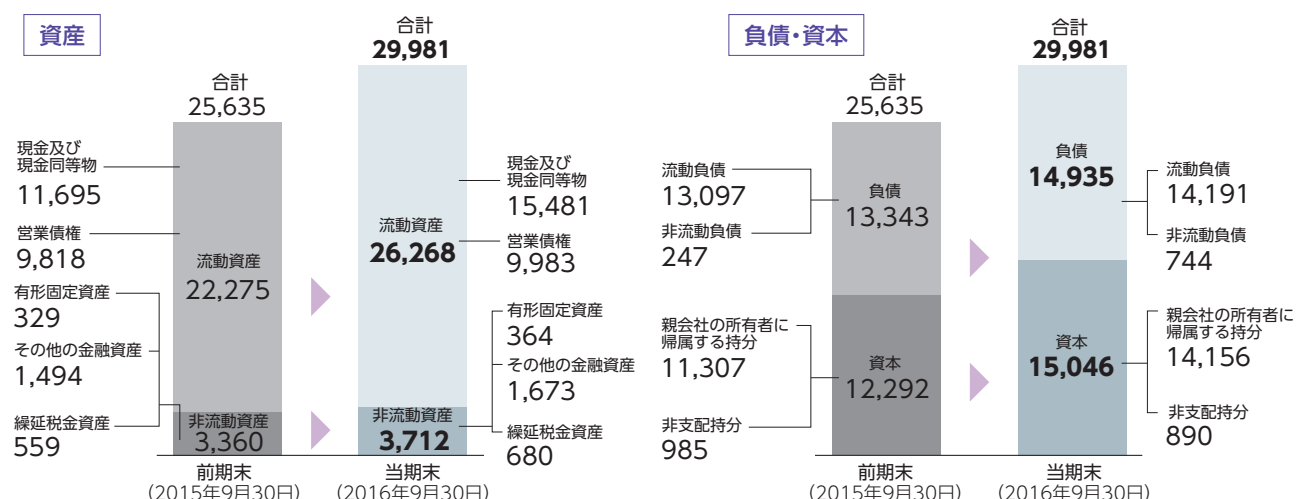 資産
合計
25,635
合計
29,981
現金及び
現金同等物
11,695
営業債権
9,818
有形固定資産
329
その他の金融資産
1,494
繰延税金資産
559
流動資産
22,275
非流動資産
3,360
流動資産
26,268
非流動資産
3,712
現金及び
現金同等物
15,481
営業債権
9,983
有形固定資産
364
その他の金融資産
1,673
繰延税金資産
680
前期末
(2015年9月30日)
当期末
(2016年9月30日)
負債・資本
合計
25,635
合計
29,981
流動負債
13,097
非流動負債
247
親会社の所有者に
帰属する持分
11,307
非支配持分
985
負債
13,343
資本
12,292
負債
14,935
資本
15,046
流動負債
14,191
非流動負債
744
親会社の所有者に
帰属する持分
14,156
非支配持分
890
前期末
(2015年9月30日)
当期末
(2016年9月30日)